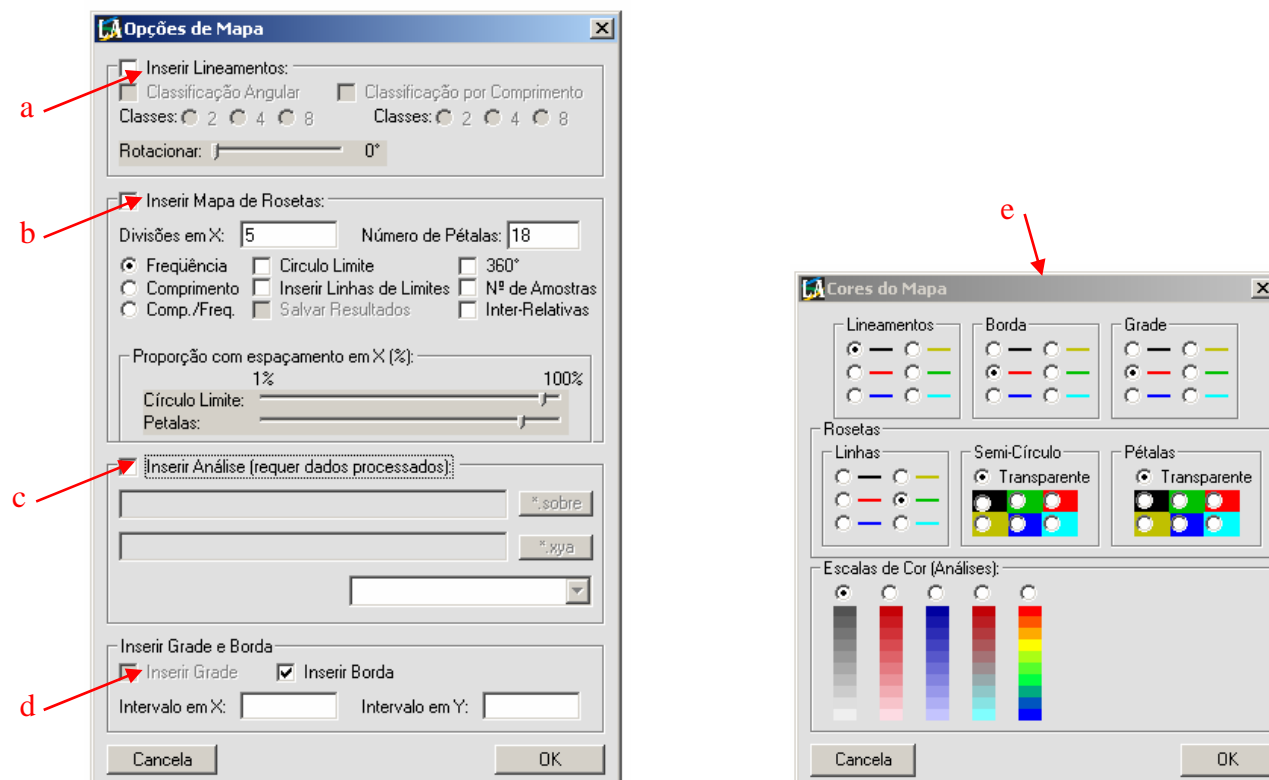 Opções de Mapa
a
Inserir Lineamentos:
Classificação Angular Classificação por Comprimento
Classes: 2 4 8 Classes: 2 4 8
Rotacionar: 0°
b
Inserir Mapa de Rosetas:
Divisões em X: 5 Número de Pétalas: 18
Freqüência Circulo Limite 360°
Comprimento Inserir Linhas de Limites Nº de Amostras
Comp./Freq. Salvar Resultados Inter-Relativas
Proporção com espaçamento em X (%):
1% 100%
Círculo Limite:
Petalas:
c
Inserir Análise (requer dados processados):
*.sobre
*.xya
Inserir Grade e Borda
d
Inserir Grade Inserir Borda
Intervalo em X: Intervalo em Y:
Cancela OK
e
Cores do Mapa
Lineamentos Borda Grade
Rosetas
Linhas Semi-Círculo Pétalas
Transparente Transparente
Escalas de Cor (Análises):
Cancela OK